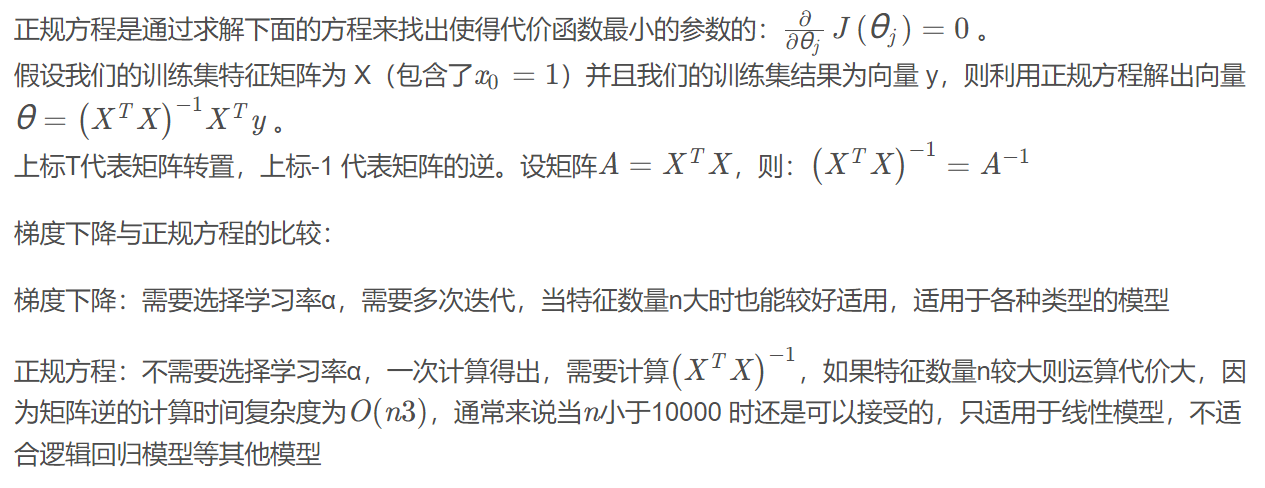 正规方程是通过求解下面的方程来找出使得代价函数最小的参数的：$\frac{\partial}{\partial\theta_j}J(\theta_j)=0$ 。
假设我们的训练集特征矩阵为 X（包含了$x_0=1$）并且我们的训练集结果为向量 y，则利用正规方程解出向量
$\theta=(X^TX)^{-1}X^Ty$ 。
上标T代表矩阵转置，上标-1 代表矩阵的逆。设矩阵$A=X^TX$，则：$(X^TX)^{-1}=A^{-1}$
梯度下降与正规方程的比较：
梯度下降：需要选择学习率α，需要多次迭代，当特征数量n大时也能较好适用，适用于各种类型的模型
正规方程：不需要选择学习率α，一次计算得出，需要计算$(X^TX)^{-1}$，如果特征数量n较大则运算代价大，因
为矩阵逆的计算时间复杂度为$O(n3)$，通常来说当$n$小于10000 时还是可以接受的，只适用于线性模型，不适
合逻辑回归模型等其他模型